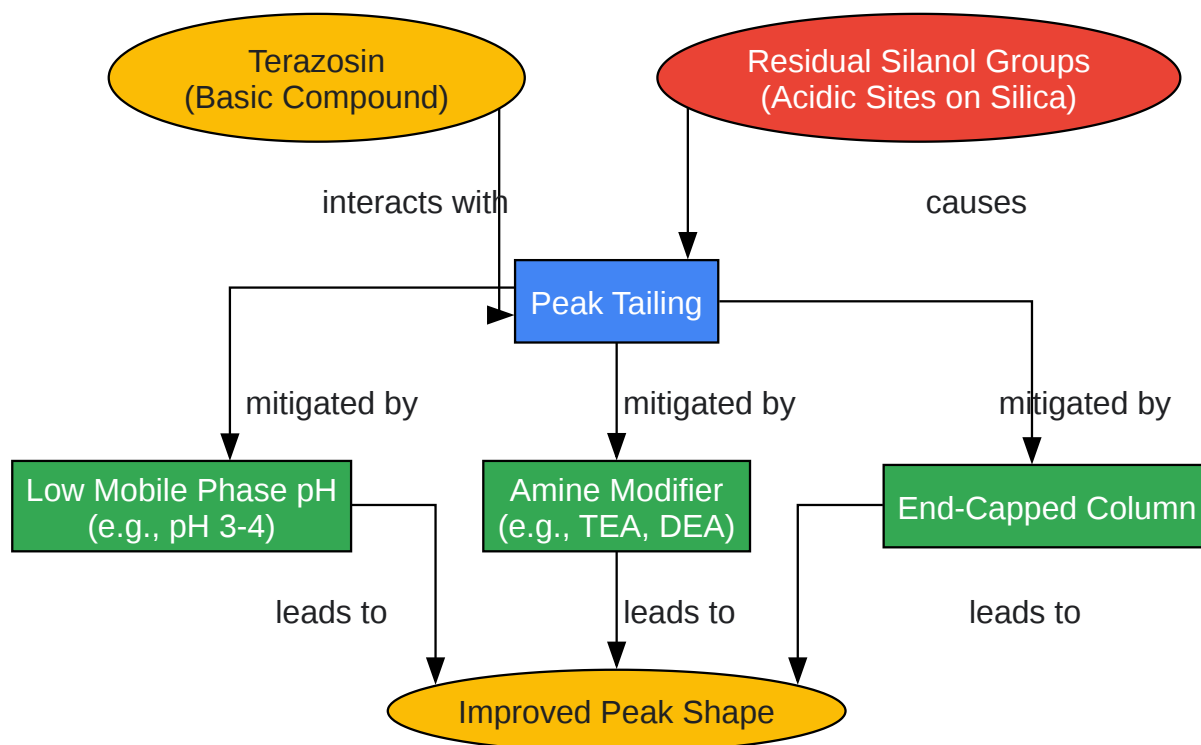 Terazosin
(Basic Compound)
Residual Silanol Groups
(Acidic Sites on Silica)
interacts with
causes
Peak Tailing
mitigated by
mitigated by
mitigated by
Low Mobile Phase pH
(e.g., pH 3-4)
Amine Modifier
(e.g., TEA, DEA)
End-Capped Column
leads to
leads to
leads to
Improved Peak Shape